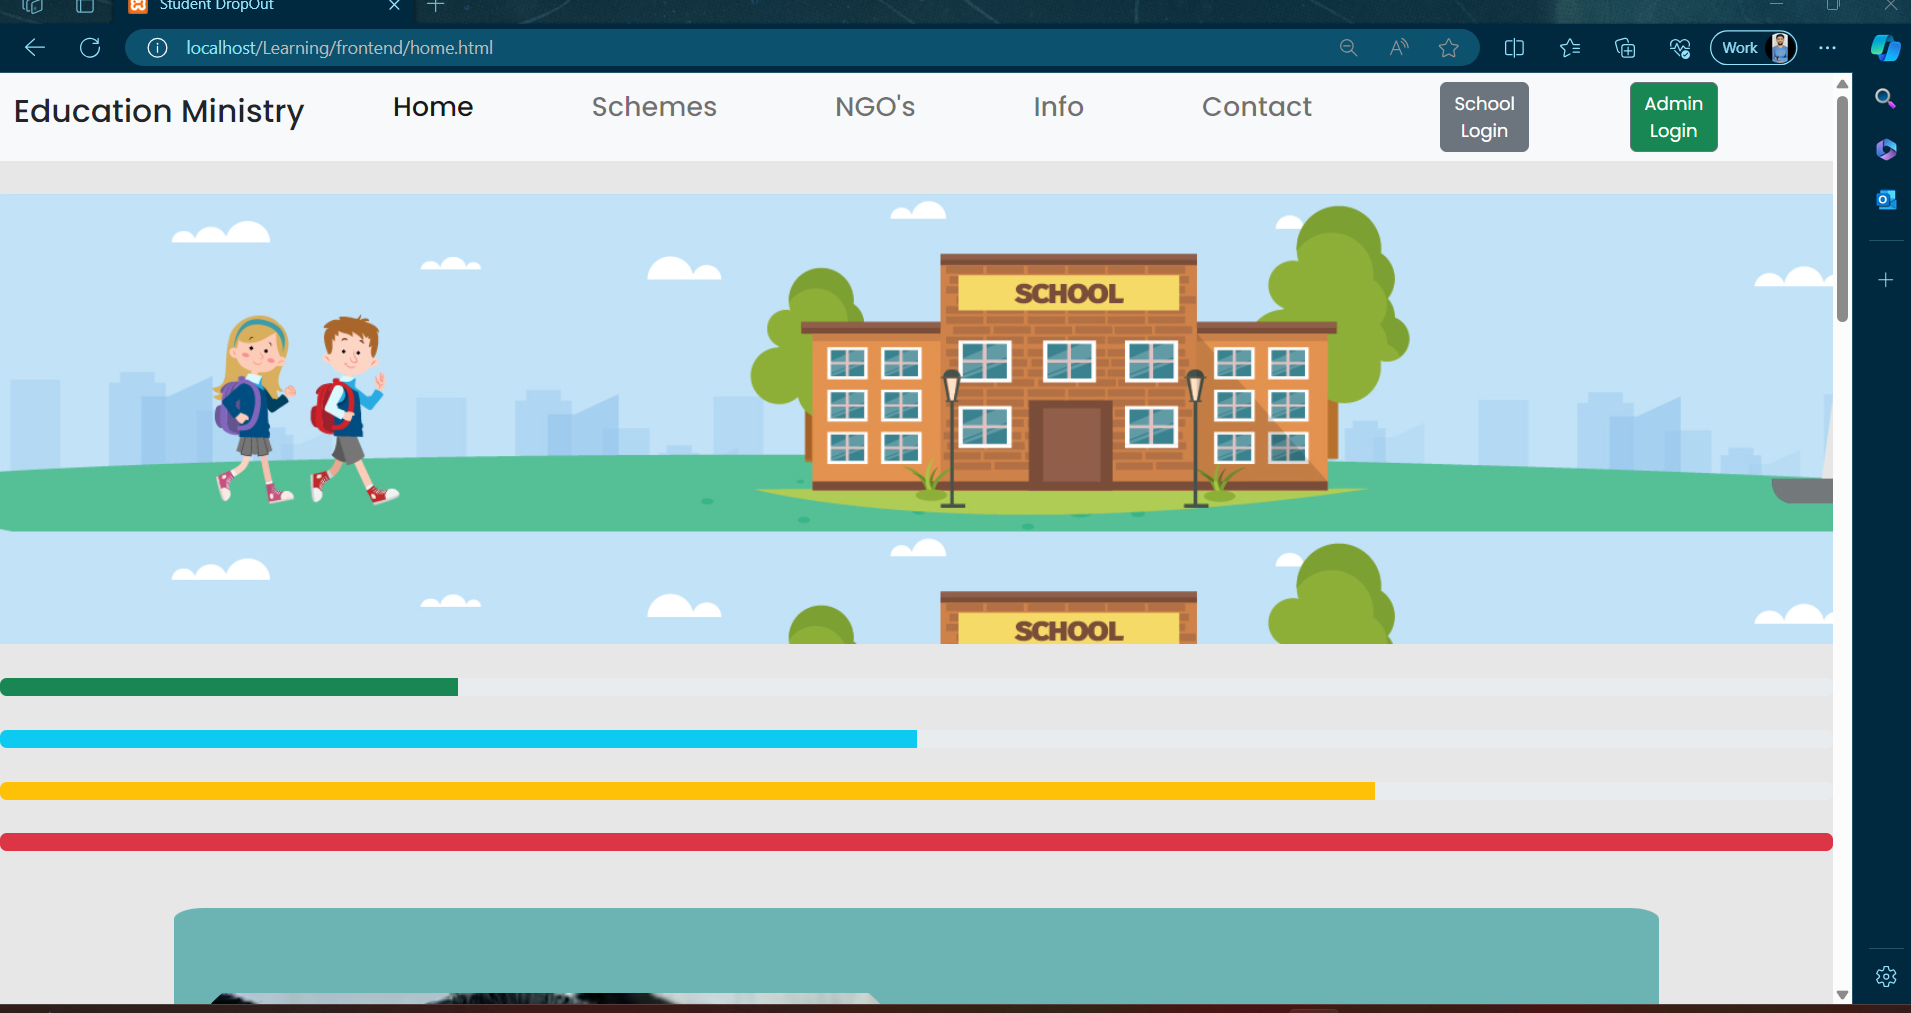 Student DropOut
localhost/Learning/frontend/home.html
Work
Education Ministry
Home
Schemes
NGO's
Info
Contact
School
Login
Admin
Login
SCHOOL
SCHOOL